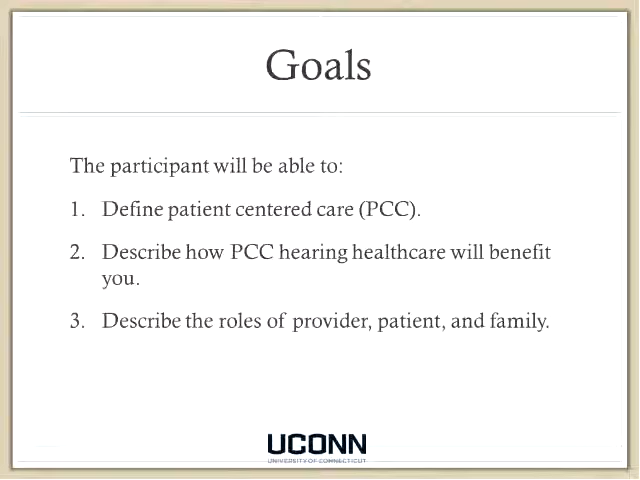 Goals
The participant will be able to:
1. Define patient centered care (PCC).
2. Describe how PCC hearing healthcare will benefit
you.
3. Describe the roles of provider, patient, and family.
UCONN
UNIVERSITY OF CONNECTICUT